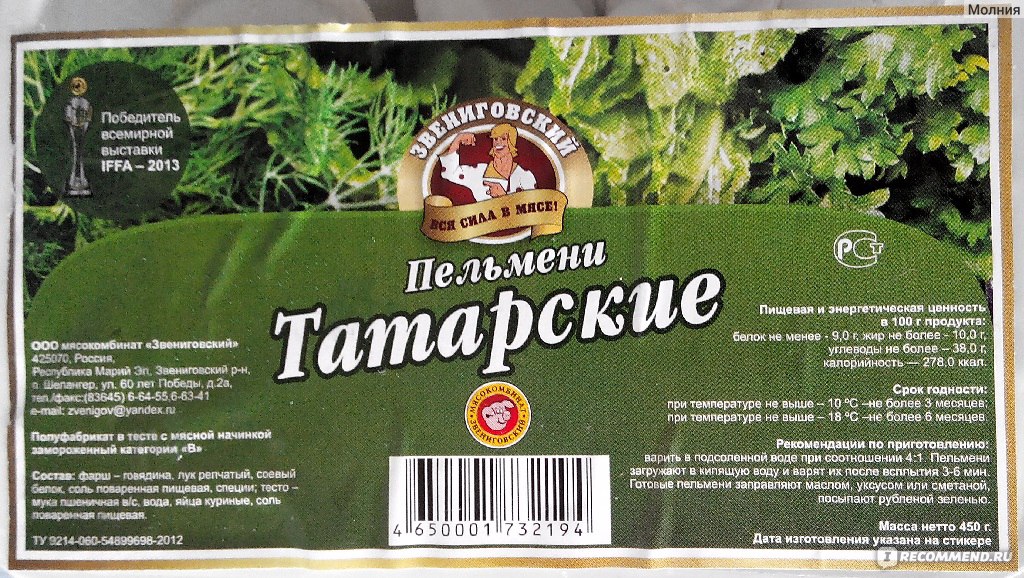 Молния
Победитель
всемирной
выставки
IFFA – 2013
ЗВЕНИГОВСКИЙ
ВСЯ СИЛА В МЯСЕ!
РСТ
Пельмени
Татарские
ООО мясокомбинат «Звениговский»
425070, Россия,
Республика Марий Эл, Звениговский р-н,
п. Шелангер, ул. 60 лет Победы, д.2а,
тел./факс:(83645) 6-64-55,6-63-41
e-mail: zvenigov@yandex.ru
Полуфабрикат в тесте с мясной начинкой
замороженный категории «В»
Состав: фарш – говядина, лук репчатый, соевый
белок, соль поваренная пищевая, специи; тесто –
мука пшеничная в/с, вода, яйца куриные, соль
поваренная пищевая.
ТУ 9214-060-54899698-2012
МЯСОКОМБИНАТ
ЗВЕНИГОВСКИЙ
4 650001 732194
Пищевая и энергетическая ценность
в 100 г продукта:
белок не менее - 9,0 г, жир не более - 10,0 г,
углеводы не более – 38,0 г,
калорийность — 278,0 ккал.
Срок годности:
при температуре не выше – 10 ºС –не более 3 месяцев;
при температуре не выше – 18 ºС –не более 6 месяцев
Рекомендации по приготовлению:
варить в подсоленной воде при соотношении 4:1. Пельмени
загружают в кипящую воду и варят их после всплытия 3-6 мин.
Готовые пельмени заправляют маслом, уксусом или сметаной,
посыпают рубленой зеленью.
Масса нетто 450 г.
Дата изготовления указана на стикере
IRECOMMEND.RU